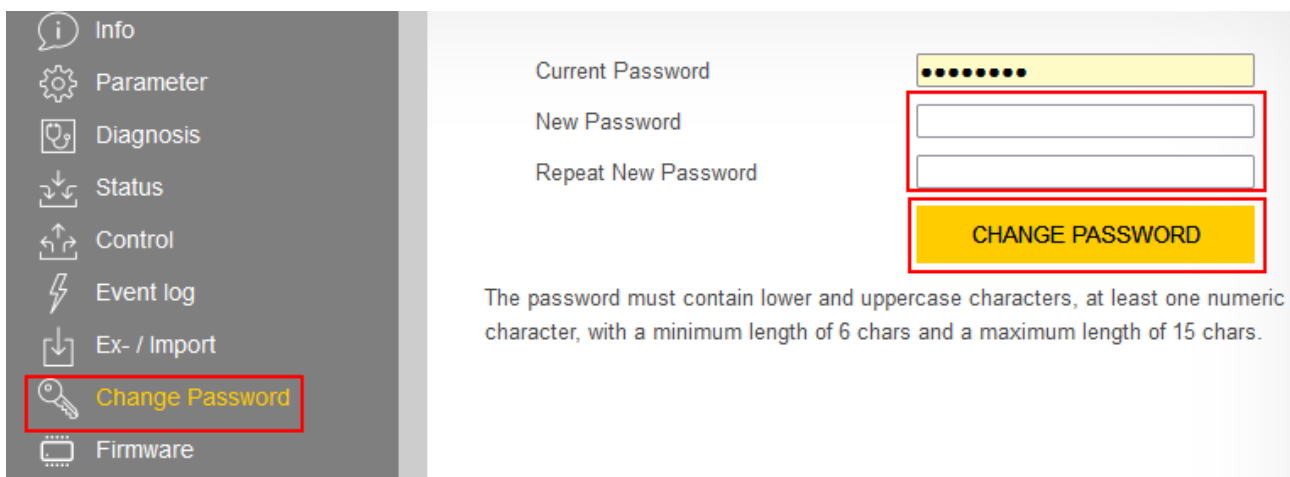 Info
Parameter
Diagnosis
Status
Control
Event log
Ex- / Import
Change Password
Firmware
Current Password ••••••••
New Password
Repeat New Password
CHANGE PASSWORD
The password must contain lower and uppercase characters, at least one numeric
character, with a minimum length of 6 chars and a maximum length of 15 chars.